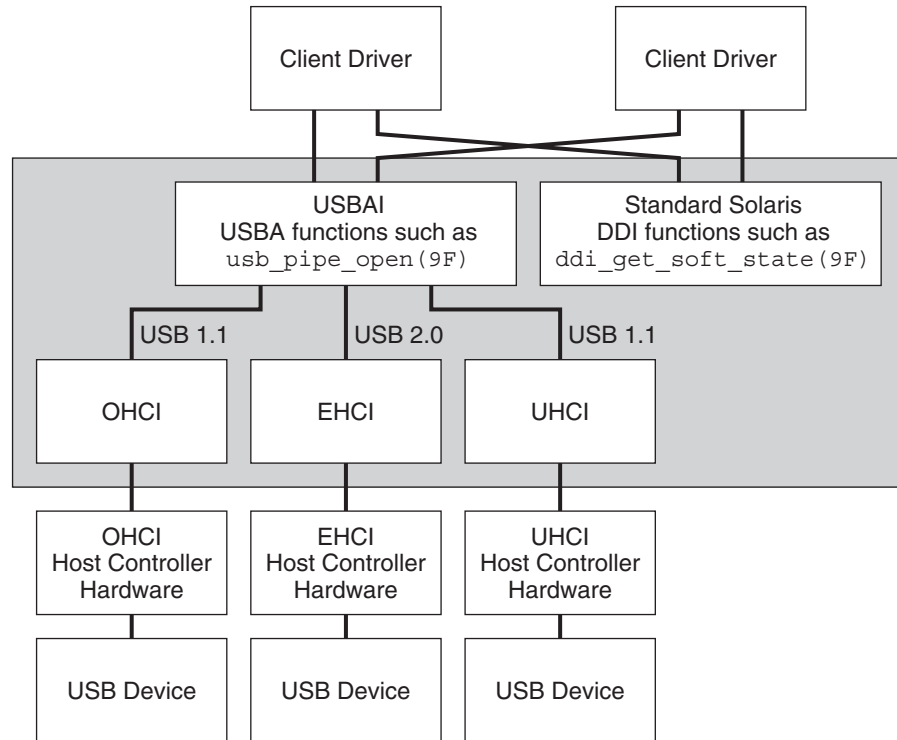 Client Driver
Client Driver
USBAI
USBA functions such as
usb_pipe_open(9F)
Standard Solaris
DDI functions such as
ddi_get_soft_state(9F)
USB 1.1
USB 2.0
USB 1.1
OHCI
EHCI
UHCI
OHCI
Host Controller
Hardware
EHCI
Host Controller
Hardware
UHCI
Host Controller
Hardware
USB Device
USB Device
USB Device